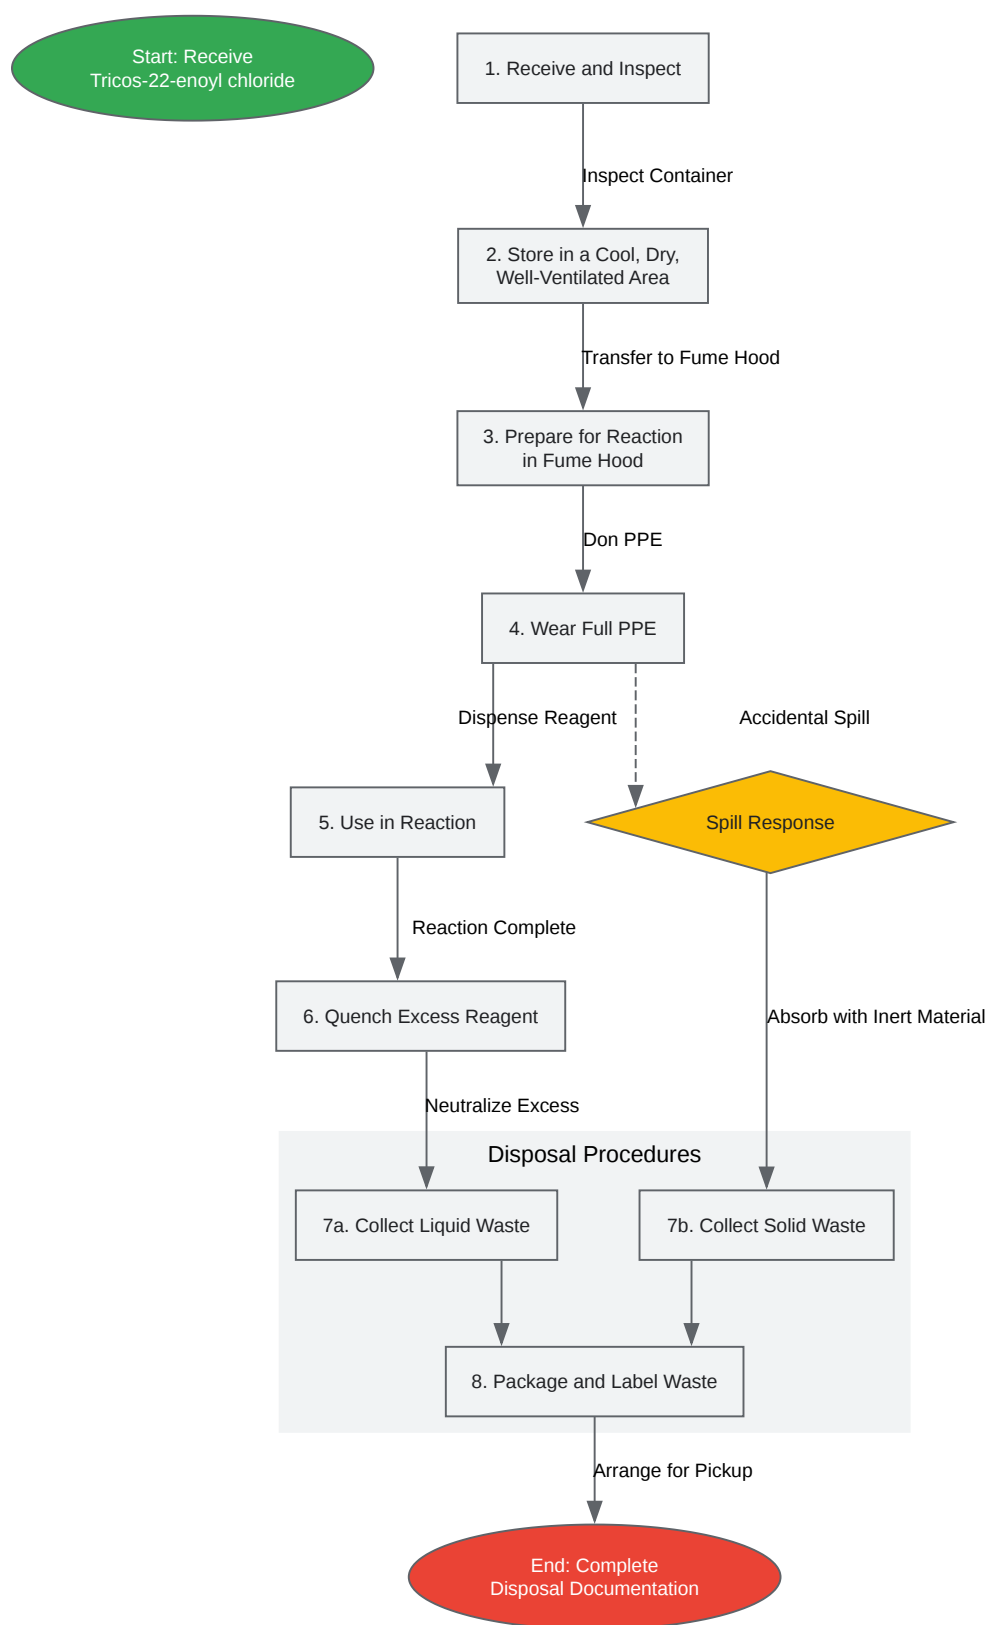 Start: Receive
Tricos-22-enoyl chloride
1. Receive and Inspect
Inspect Container
2. Store in a Cool, Dry,
Well-Ventilated Area
Transfer to Fume Hood
3. Prepare for Reaction
in Fume Hood
Don PPE
4. Wear Full PPE
Dispense Reagent
Accidental Spill
5. Use in Reaction
Spill Response
Reaction Complete
6. Quench Excess Reagent
Absorb with Inert Material
Neutralize Excess
Disposal Procedures
7a. Collect Liquid Waste
7b. Collect Solid Waste
8. Package and Label Waste
Arrange for Pickup
End: Complete
Disposal Documentation